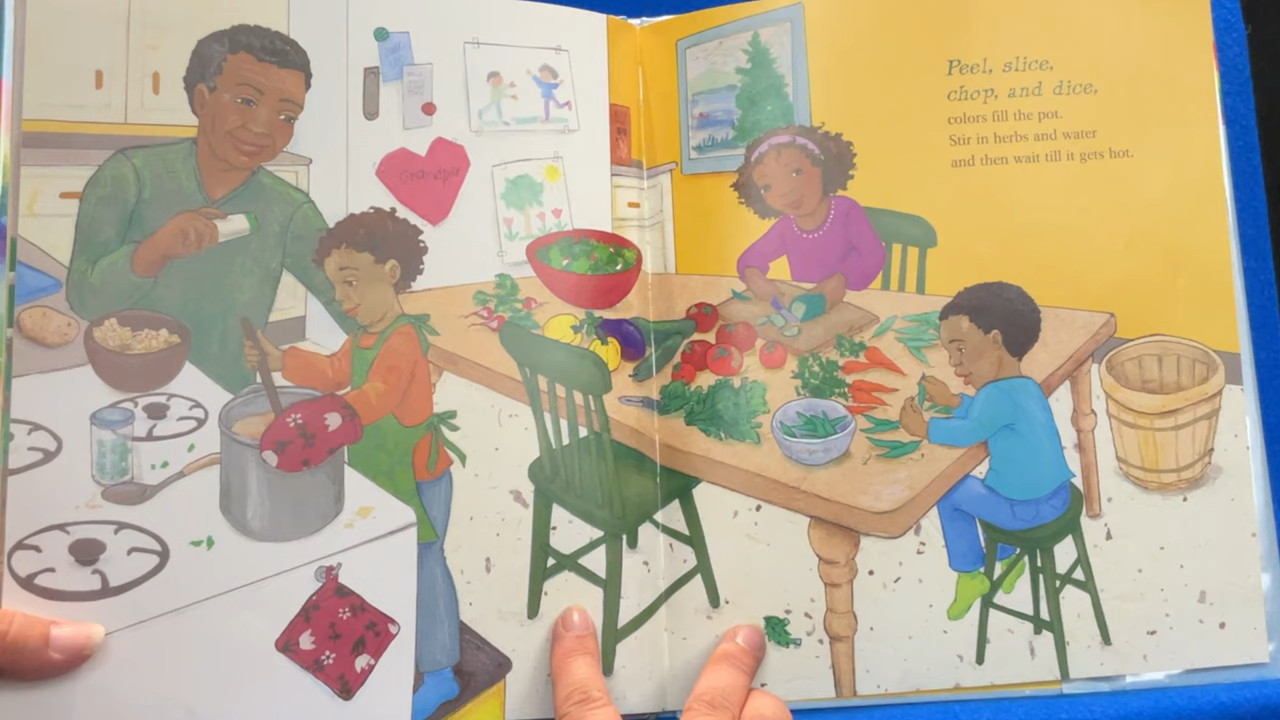 Grandpa
Peel, slice,
chop, and dice,
colors fill the pot.
Stir in herbs and water
and then wait till it gets hot.